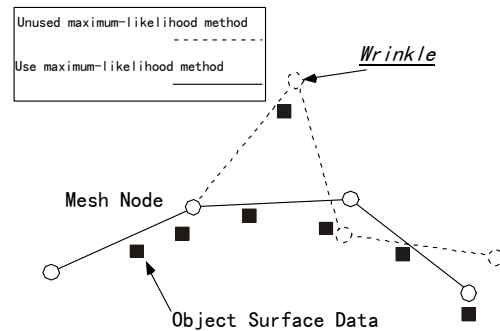 Unused maximum-likelihood method
Use maximum-likelihood method
Wrinkle
Mesh Node
Object Surface Data